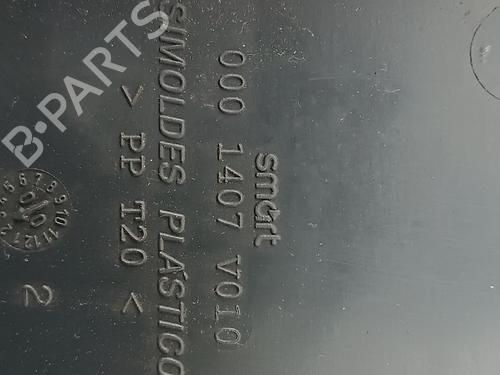 smart
000 1407 V010
SIMOLDES PLÁSTICO
> PP T20 <
2
B-PARTS